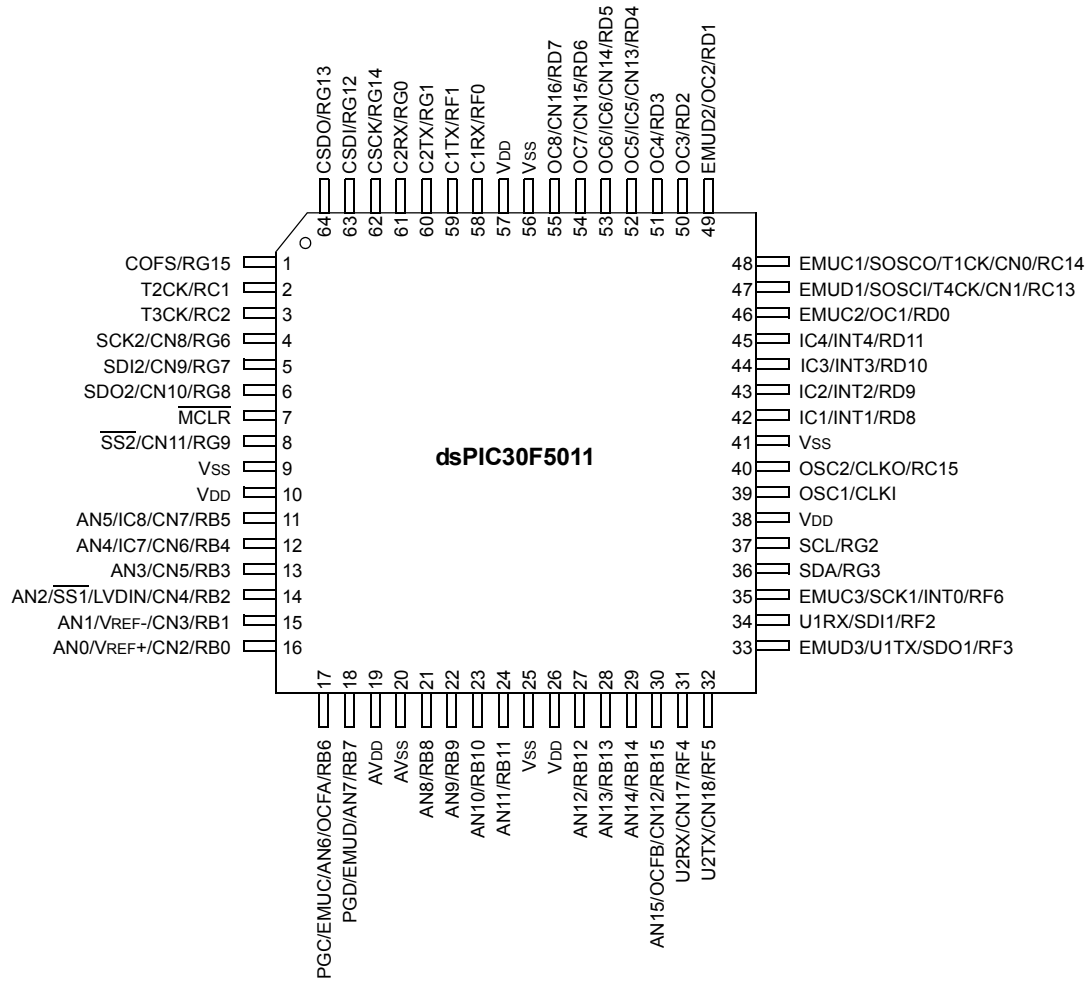 CSDO/RG13
CSDI/RG12
CSCK/RG14
C2RX/RG0
C2TX/RG1
C1TX/RF1
C1RX/RF0
VDD
VSS
OC8/CN16/RD7
OC7/CN15/RD6
OC6/IC6/CN14/RD5
OC5/IC5/CN13/RD4
OC4/RD3
OC3/RD2
EMUD2/OC2/RD1
64
63
62
61
60
59
58
57
56
55
54
53
52
51
50
49
COFS/RG15 1
T2CK/RC1 2
T3CK/RC2 3
SCK2/CN8/RG6 4
SDI2/CN9/RG7 5
SDO2/CN10/RG8 6
MCLR 7
SS2/CN11/RG9 8
VSS 9
VDD 10
AN5/IC8/CN7/RB5 11
AN4/IC7/CN6/RB4 12
AN3/CN5/RB3 13
AN2/SS1/LVDIN/CN4/RB2 14
AN1/VREF-/CN3/RB1 15
AN0/VREF+/CN2/RB0 16
dsPIC30F5011
48 EMUC1/SOSCO/T1CK/CN0/RC14
47 EMUD1/SOSCI/T4CK/CN1/RC13
46 EMUC2/OC1/RD0
45 IC4/INT4/RD11
44 IC3/INT3/RD10
43 IC2/INT2/RD9
42 IC1/INT1/RD8
41 VSS
40 OSC2/CLKO/RC15
39 OSC1/CLKI
38 VDD
37 SCL/RG2
36 SDA/RG3
35 EMUC3/SCK1/INT0/RF6
34 U1RX/SDI1/RF2
33 EMUD3/U1TX/SDO1/RF3
17
18
19
20
21
22
23
24
25
26
27
28
29
30
31
32
PGC/EMUC/AN6/OCFA/RB6
PGD/EMUD/AN7/RB7
AVDD
AVSS
AN8/RB8
AN9/RB9
AN10/RB10
AN11/RB11
VSS
VDD
AN12/RB12
AN13/RB13
AN14/RB14
AN15/OCFB/CN12/RB15
U2RX/CN17/RF4
U2TX/CN18/RF5